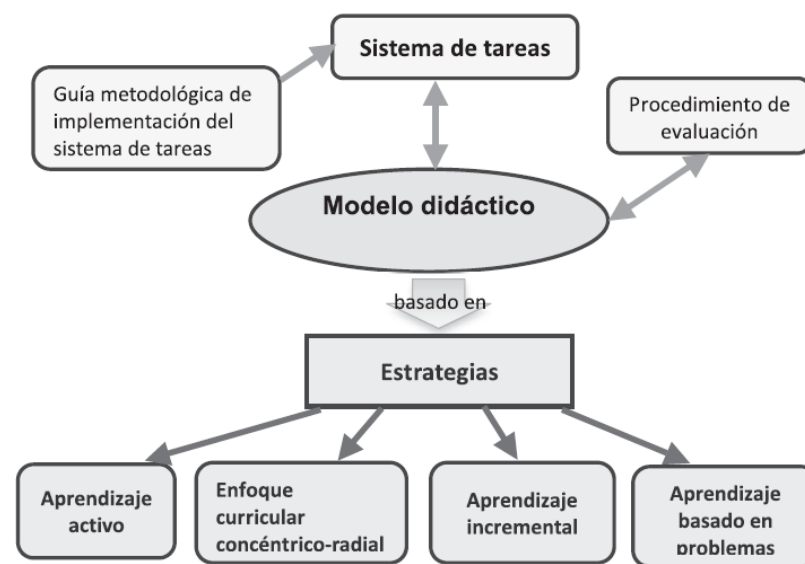 Sistema de tareas
Guía metodológica de
implementación del
sistema de tareas
Procedimiento de
evaluación
Modelo didáctico
basado en
Estrategias
Aprendizaje
activo
Enfoque
curricular
concéntrico-radial
Aprendizaje
incremental
Aprendizaje
basado en
problemas